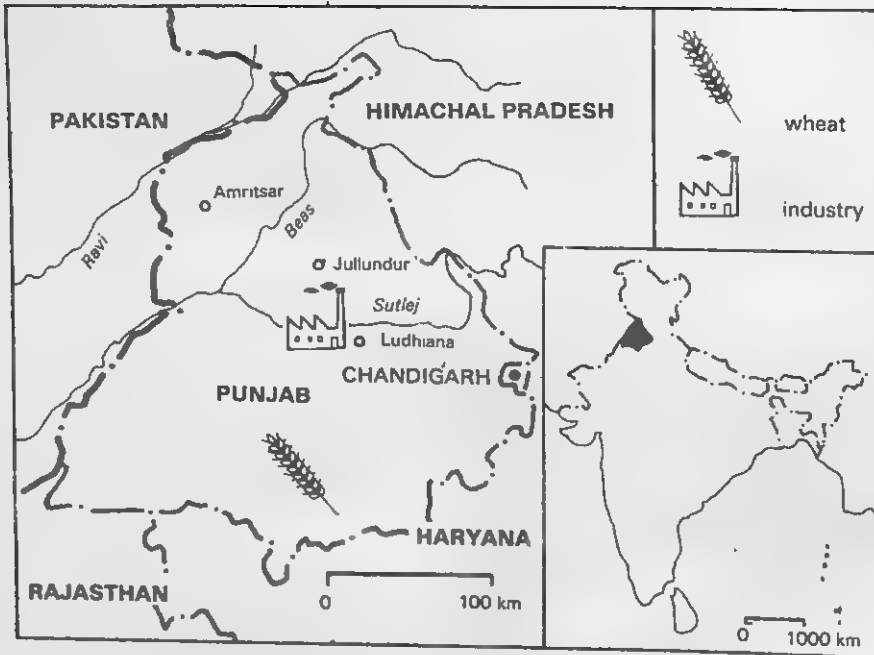 PAKISTAN
HIMACHAL PRADESH
Amritsar
Ravi
Beas
Jullundur
Sutlej
Ludhiana
CHANDIGARH
PUNJAB
HARYANA
RAJASTHAN
0 100 km
wheat
industry
0 1000 km